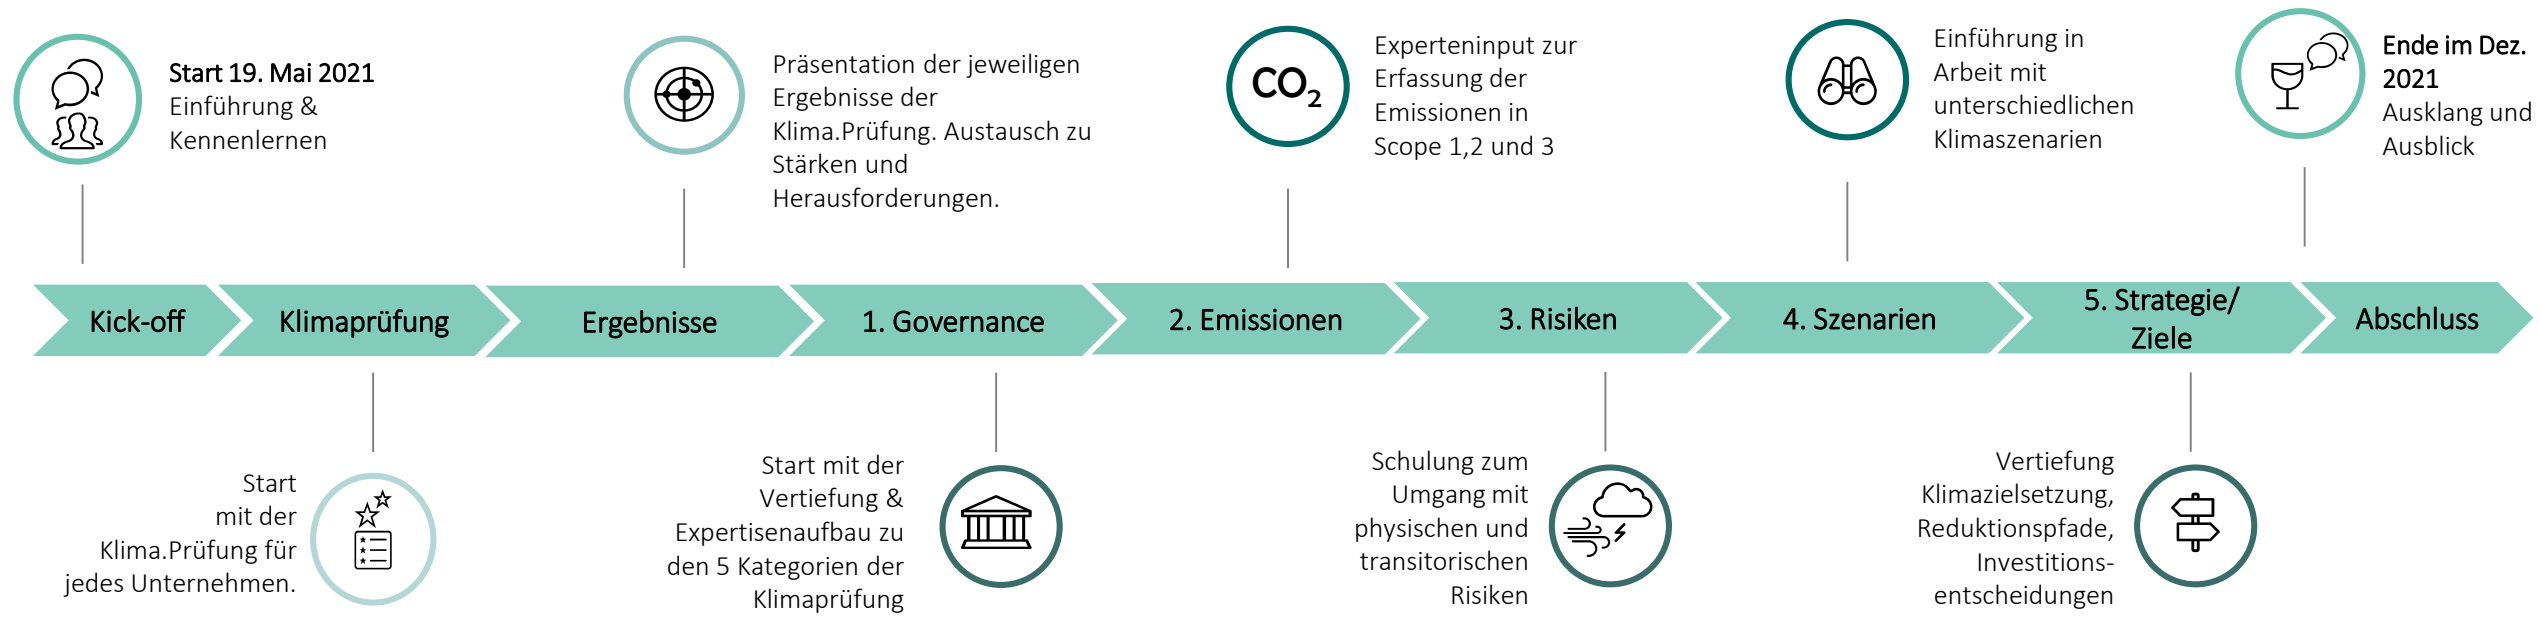 Start 19. Mai 2021
Einführung &
Kennenlernen
Präsentation der jeweiligen
Ergebnisse der
Klima.Prüfung. Austausch zu
Stärken und
Herausforderungen.
CO₂
Experteninput zur
Erfassung der
Emissionen in
Scope 1,2 und 3
Einführung in
Arbeit mit
unterschiedlichen
Klimaszenarien
Ende im Dez.
2021
Ausklang und
Ausblick
Kick-off
Klimaprüfung
Ergebnisse
1. Governance
2. Emissionen
3. Risiken
4. Szenarien
5. Strategie/
Ziele
Abschluss
Start
mit der
Klima.Prüfung für
jedes Unternehmen.
Start mit der
Vertiefung &
Expertisenaufbau zu
den 5 Kategorien der
Klimaprüfung
Schulung zum
Umgang mit
physischen und
transitorischen
Risiken
Vertiefung
Klimazielsetzung,
Reduktionspfade,
Investitions-
entscheidungen